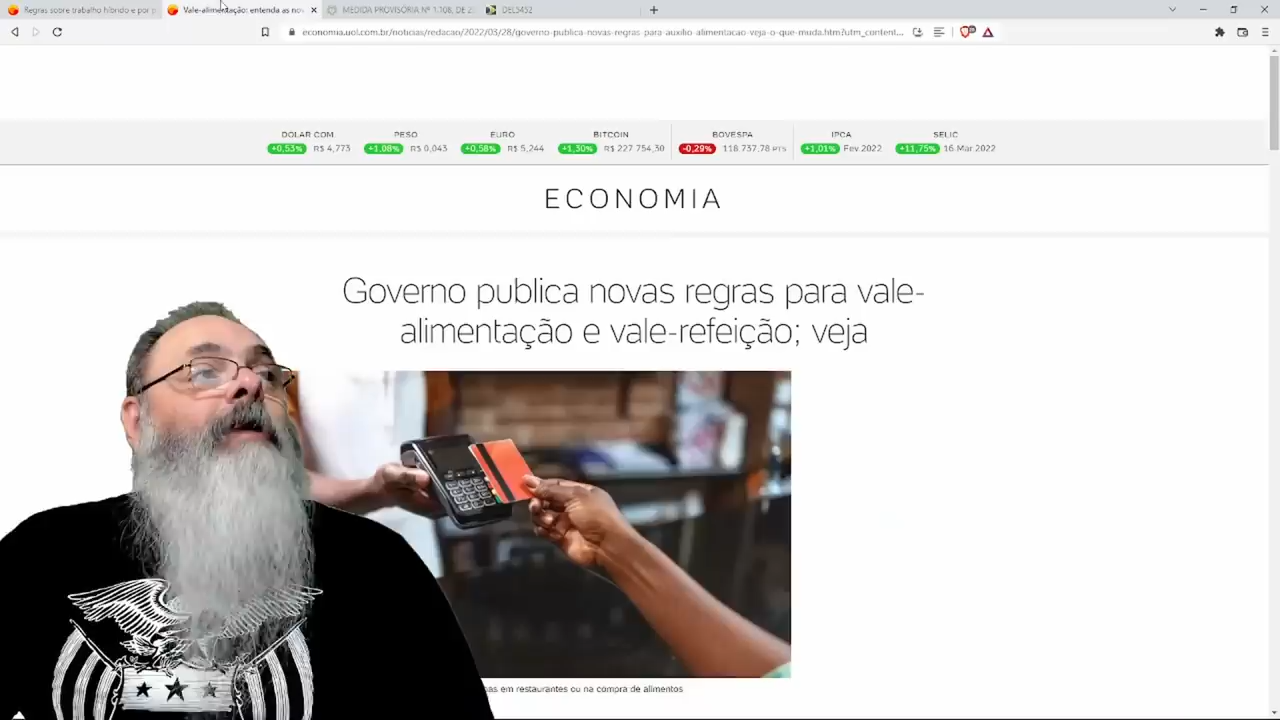 Regras sobre trabalho híbrido e por
Vale-alimentação: entenda as nov
MEDIDA PROVISÓRIA Nº 1.108, DE 2
DEL5452
economia.uol.com.br/noticias/redacao/2022/03/28/governo-publica-novas-regras-para-auxilio-alimentacao-veja-o-que-muda.htm?utm_content...
DOLAR COM PESO EURO BITCOIN BOVESPA IPCA SELIC
+0,53% R$ 4,773 +1,08% R$ 0,043 +0,58% R$ 5,244 +1,30% R$ 227.754,30 -0,29% 118.737,78 PTS +1,01% Fev.2022 +11,75% 16.Mar.2022
ECONOMIA
Governo publica novas regras para vale-
alimentação e vale-refeição; veja
as em restaurantes ou na compra de alimentos